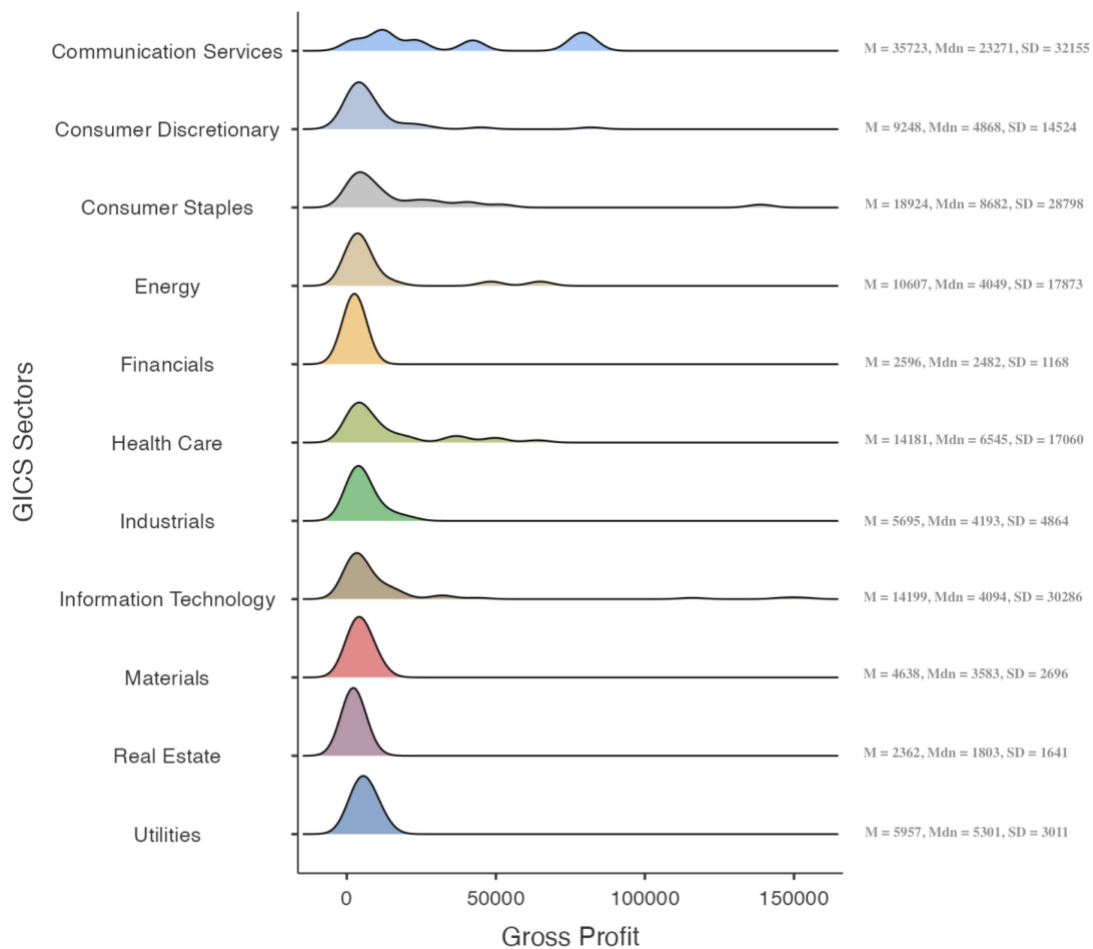 Communication Services M = 35723, Mdn = 23271, SD = 32155
Consumer Discretionary M = 9248, Mdn = 4868, SD = 14524
Consumer Staples M = 18924, Mdn = 8682, SD = 28798
Energy M = 10607, Mdn = 4049, SD = 17873
Financials M = 2596, Mdn = 2482, SD = 1168
Health Care M = 14181, Mdn = 6545, SD = 17060
Industrials M = 5695, Mdn = 4193, SD = 4864
Information Technology M = 14199, Mdn = 4094, SD = 30286
Materials M = 4638, Mdn = 3583, SD = 2696
Real Estate M = 2362, Mdn = 1803, SD = 1641
Utilities M = 5957, Mdn = 5301, SD = 3011
GICS Sectors
0 50000 100000 150000
Gross Profit